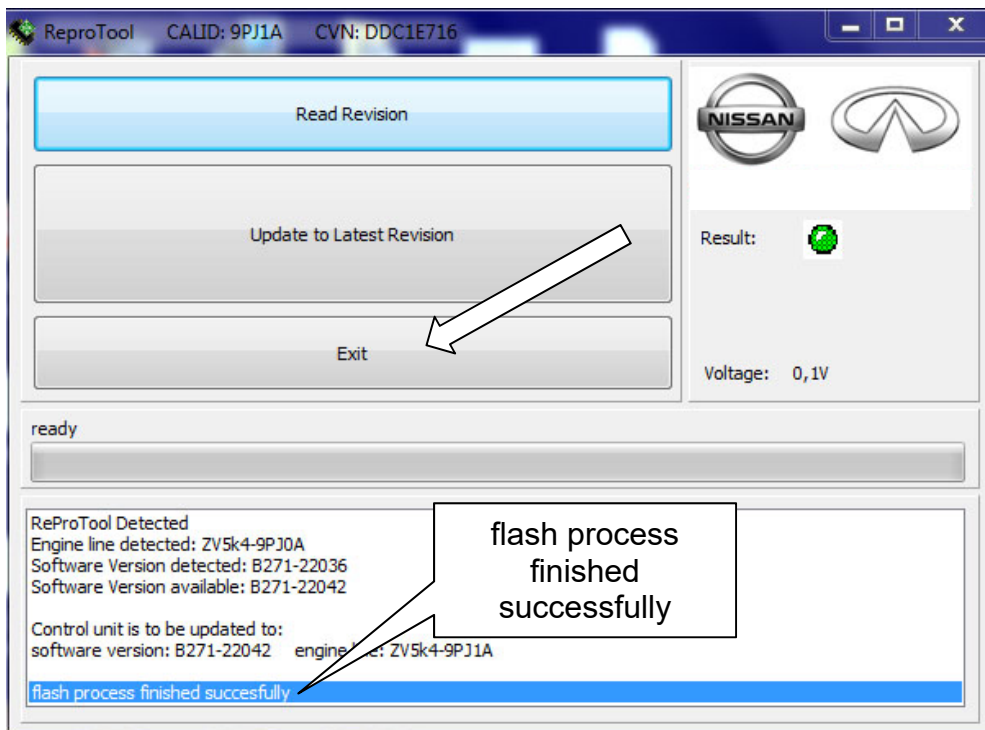 ReproTool CALID: 9PJ1A CVN: DDC1E716
Read Revision
Update to Latest Revision
Exit
NISSAN
Result:
Voltage: 0,1V
ready
ReProTool Detected
Engine line detected: ZV5k4-9PJ0A
Software Version detected: B271-22036
Software Version available: B271-22042
Control unit is to be updated to:
software version: B271-22042 engine li e: ZV5k4-9PJ1A
flash process finished succesfully
flash process
finished
successfully